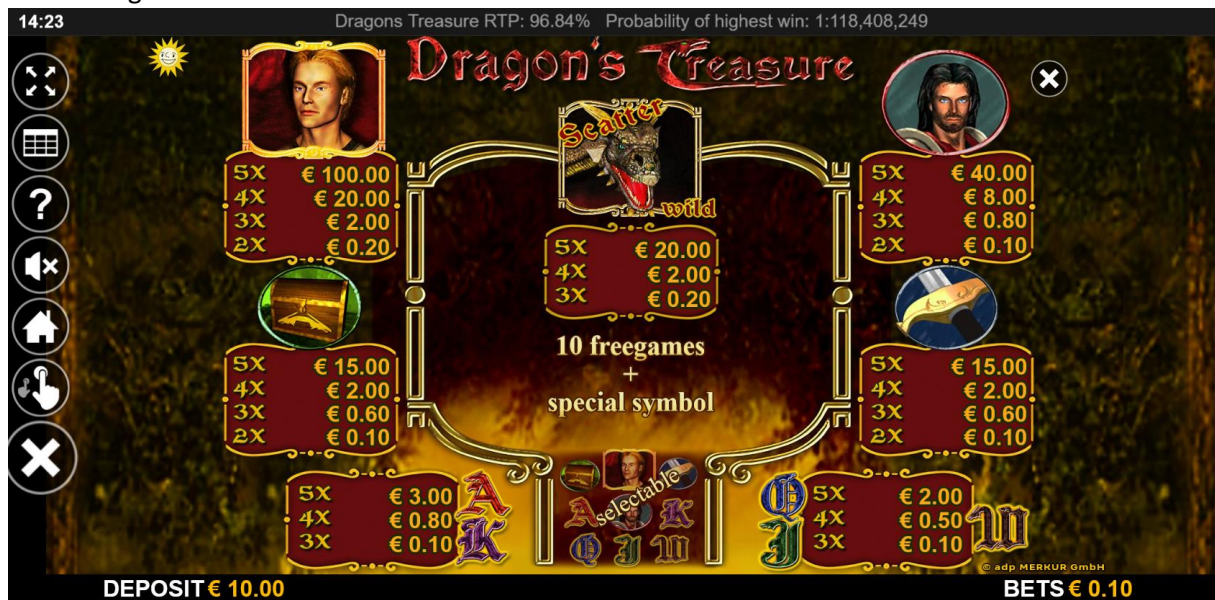 14:23
Dragons Treasure RTP: 96.84% Probability of highest win: 1:118,408,249
Dragon's Treasure
5X € 100.00
4X € 20.00
3X € 2.00
2X € 0.20
Scatter
wild
5X € 20.00
4X € 2.00
3X € 0.20
5X € 40.00
4X € 8.00
3X € 0.80
2X € 0.10
10 freegames
+
special symbol
5X € 15.00
4X € 2.00
3X € 0.60
2X € 0.10
5X € 15.00
4X € 2.00
3X € 0.60
2X € 0.10
5X € 3.00
4X € 0.80
3X € 0.10
A
K
selectable
A K
Q J 10
Q
J
5X € 2.00
4X € 0.50
3X € 0.10
10
© adp MERKUR GmbH
DEPOSIT € 10.00
BETS € 0.10